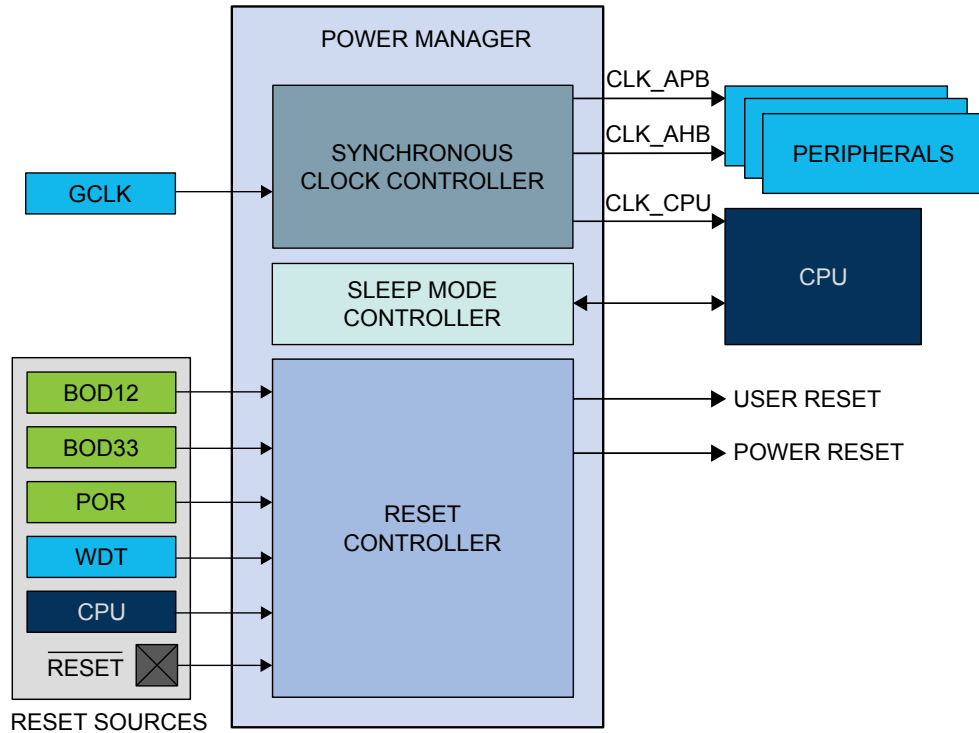 POWER MANAGER
SYNCHRONOUS
CLOCK CONTROLLER
GCLK
CLK_APB
CLK_AHB
CLK_CPU
PERIPHERALS
CPU
SLEEP MODE
CONTROLLER
BOD12
BOD33
POR
WDT
CPU
RESET
RESET SOURCES
RESET
CONTROLLER
USER RESET
POWER RESET